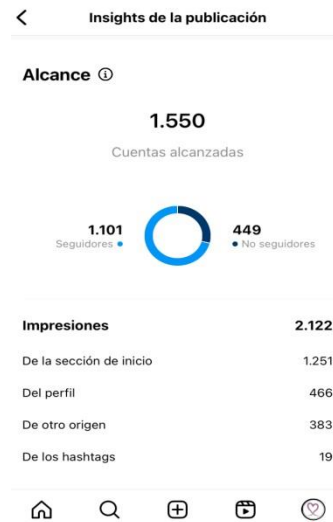 Insights de la publicación
Alcance
1.550
Cuentas alcanzadas
1.101
Seguidores
449
No seguidores
Impresiones 2.122
De la sección de inicio 1.251
Del perfil 466
De otro origen 383
De los hashtags 19